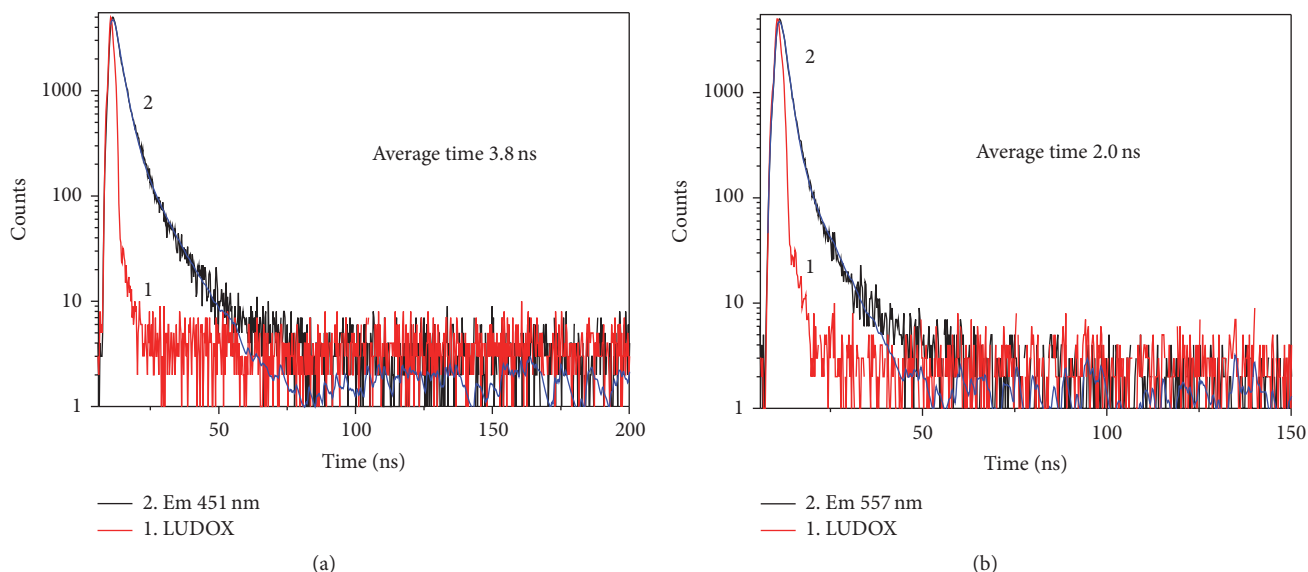 1000
100
10
1
Counts
2
1
Average time 3.8 ns
50
100
150
200
Time (ns)
2. Em 451 nm
1. LUDOX
(a)
1000
100
10
1
Counts
2
1
Average time 2.0 ns
50
100
150
Time (ns)
2. Em 557 nm
1. LUDOX
(b)